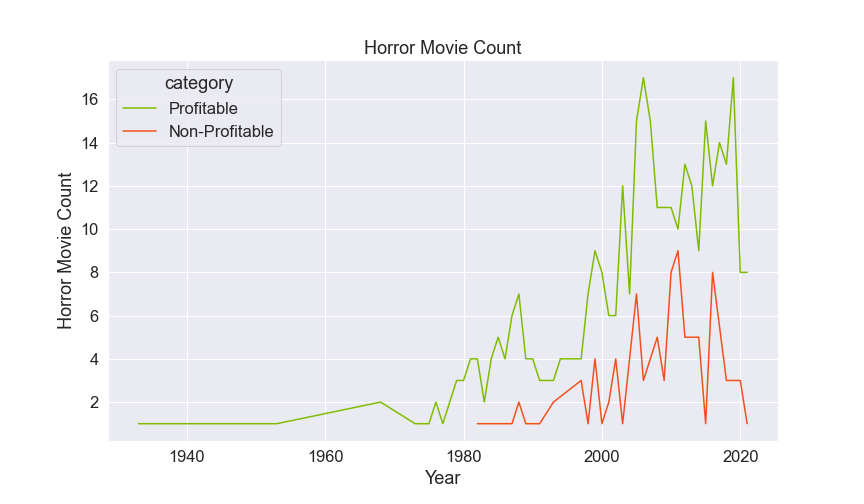 Horror Movie Count
category
Profitable
Non-Profitable
Horror Movie Count
16
14
12
10
8
6
4
2
1940 1960 1980 2000 2020
Year